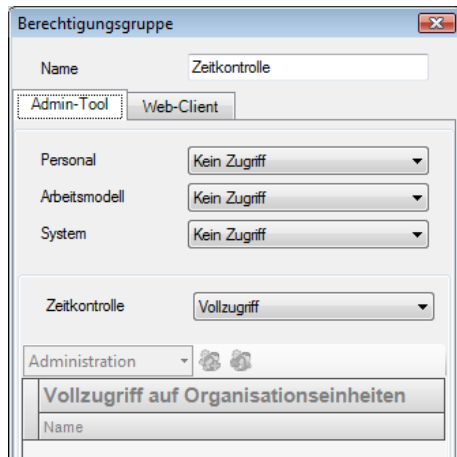 Berechtigungsgruppe
Name Zeitkontrolle
Admin-Tool Web-Client
Personal Kein Zugriff
Arbeitsmodell Kein Zugriff
System Kein Zugriff
Zeitkontrolle Vollzugriff
Administration
Vollzugriff auf Organisationseinheiten
Name